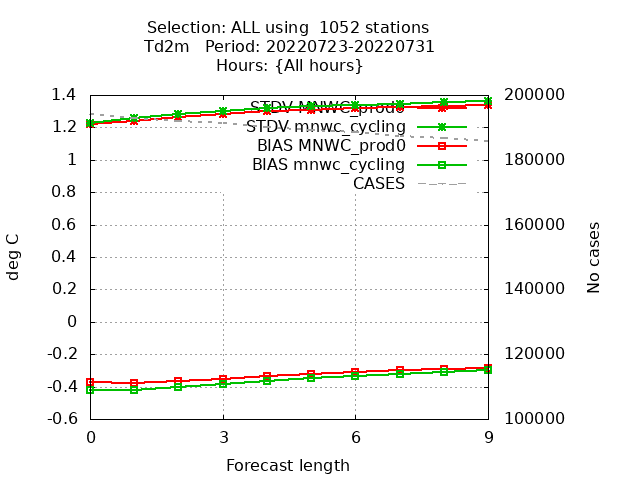 Selection: ALL using  1052 stations
Td2m   Period: 20220723-20220731
Hours: {All hours}
1.4
1.2
1
0.8
0.6
0.4
0.2
0
-0.2
-0.4
-0.6
deg C
STDV MNWC_prod0
STDV mnwc_cycling
BIAS MNWC_prod0
BIAS mnwc_cycling
CASES
200000
180000
160000
140000
120000
100000
No cases
0 3 6 9
Forecast length